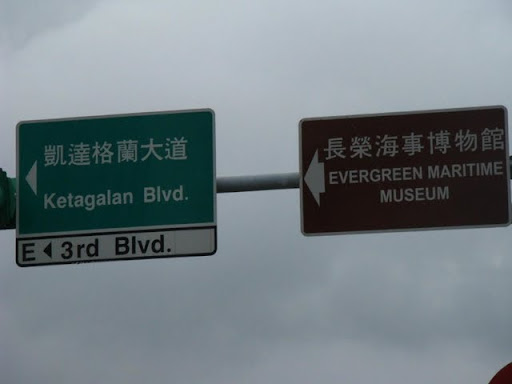 凱達格蘭大道
Ketagalan Blvd.
E 3rd Blvd.
長榮海事博物館
EVERGREEN MARITIME
MUSEUM